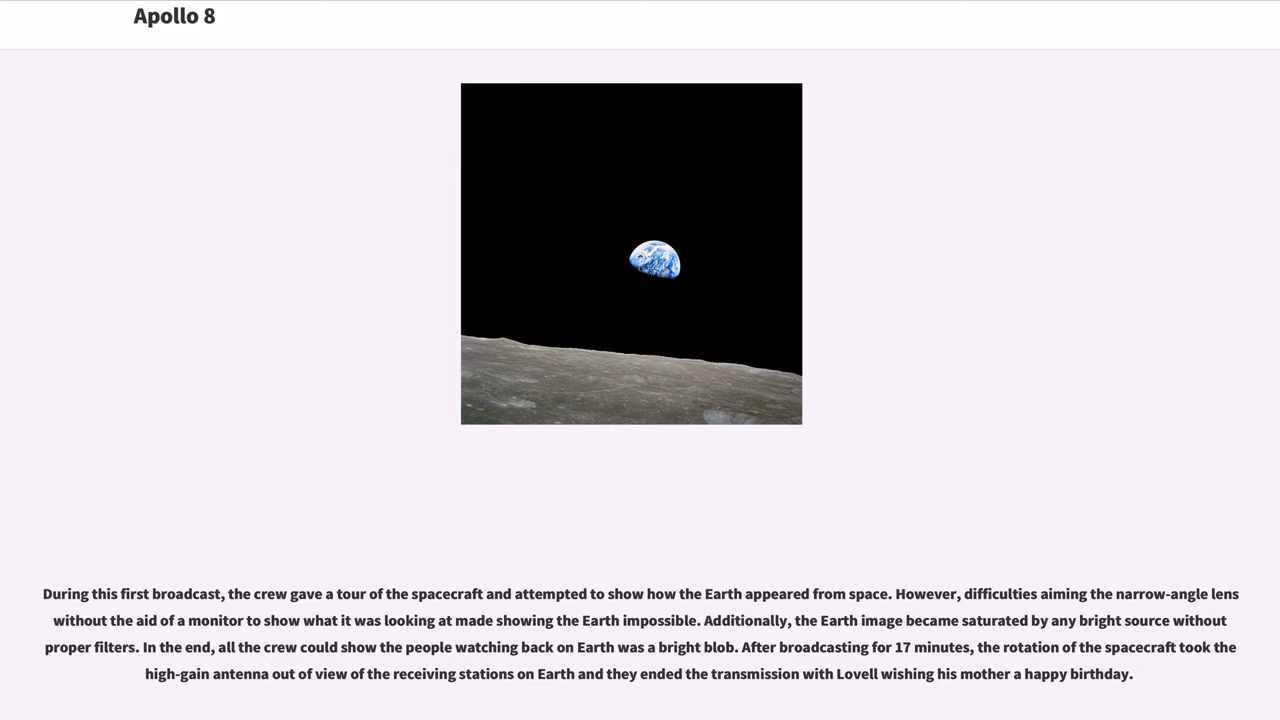 Apollo 8
During this first broadcast, the crew gave a tour of the spacecraft and attempted to show how the Earth appeared from space. However, difficulties aiming the narrow-angle lens
without the aid of a monitor to show what it was looking at made showing the Earth impossible. Additionally, the Earth image became saturated by any bright source without
proper filters. In the end, all the crew could show the people watching back on Earth was a bright blob. After broadcasting for 17 minutes, the rotation of the spacecraft took the
high-gain antenna out of view of the receiving stations on Earth and they ended the transmission with Lovell wishing his mother a happy birthday.